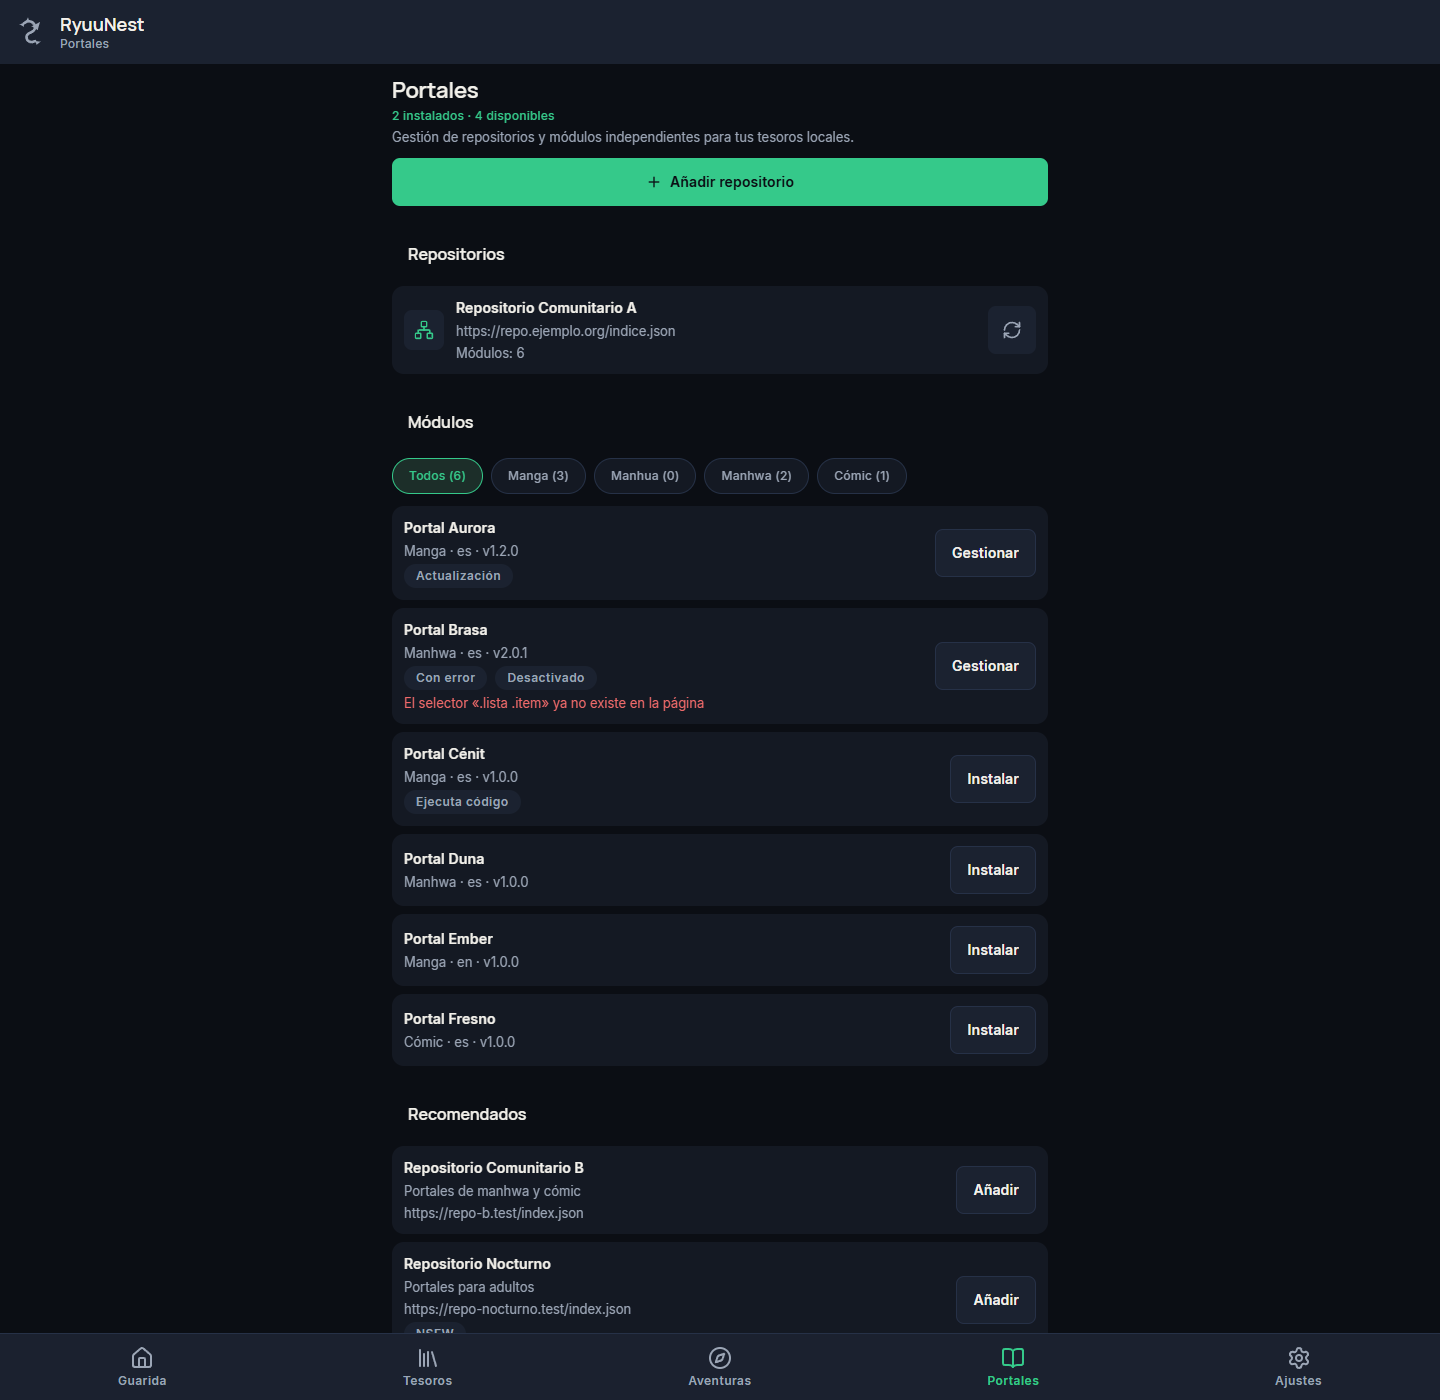 RyuuNest
Portales
Portales
2 instalados · 4 disponibles
Gestión de repositorios y módulos independientes para tus tesoros locales.
Añadir repositorio
Repositorios
Repositorio Comunitario A
https://repo.ejemplo.org/indice.json
Módulos: 6
Módulos
Todos (6)
Manga (3)
Manhua (0)
Manhwa (2)
Cómic (1)
Portal Aurora
Manga · es · v1.2.0
Actualización
Gestionar
Portal Brasa
Manhwa · es · v2.0.1
Con error
Desactivado
El selector «.lista .item» ya no existe en la página
Gestionar
Portal Cénit
Manga · es · v1.0.0
Ejecuta código
Instalar
Portal Duna
Manhwa · es · v1.0.0
Instalar
Portal Ember
Manga · en · v1.0.0
Instalar
Portal Fresno
Cómic · es · v1.0.0
Instalar
Recomendados
Repositorio Comunitario B
Portales de manhwa y cómic
https://repo-b.test/index.json
Añadir
Repositorio Nocturno
Portales para adultos
https://repo-nocturno.test/index.json
NSFW
Añadir
Guarida
Tesoros
Aventuras
Portales
Ajustes